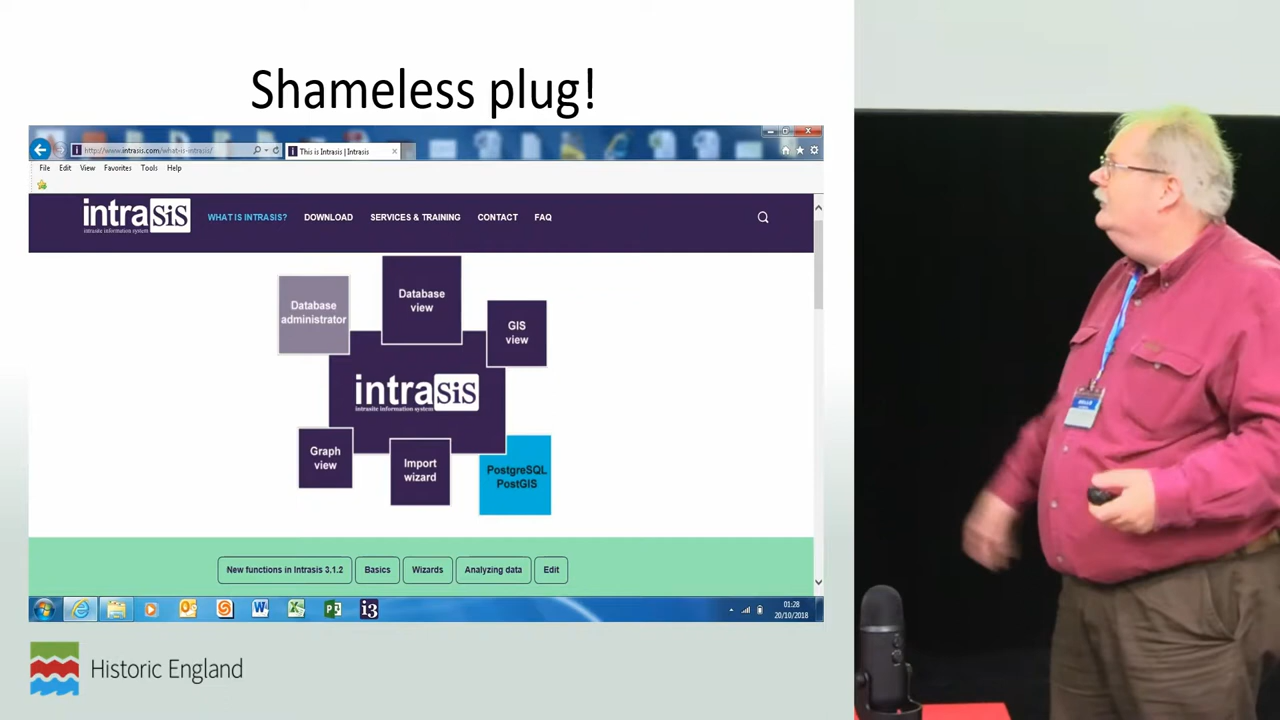 Shameless plug!
http://www.intrasis.com/what-is-intrasis/
This is Intrasis | Intrasis
File Edit View Favorites Tools Help
intrasis
intrasite information system
WHAT IS INTRASIS? DOWNLOAD SERVICES & TRAINING CONTACT FAQ
Database
administrator
Database
view
GIS
view
intrasis
intrasite information system
Graph
view
Import
wizard
PostgreSQL
PostGIS
New functions in Intrasis 3.1.2 Basics Wizards Analyzing data Edit
i3
01:28
20/10/2018
Historic England